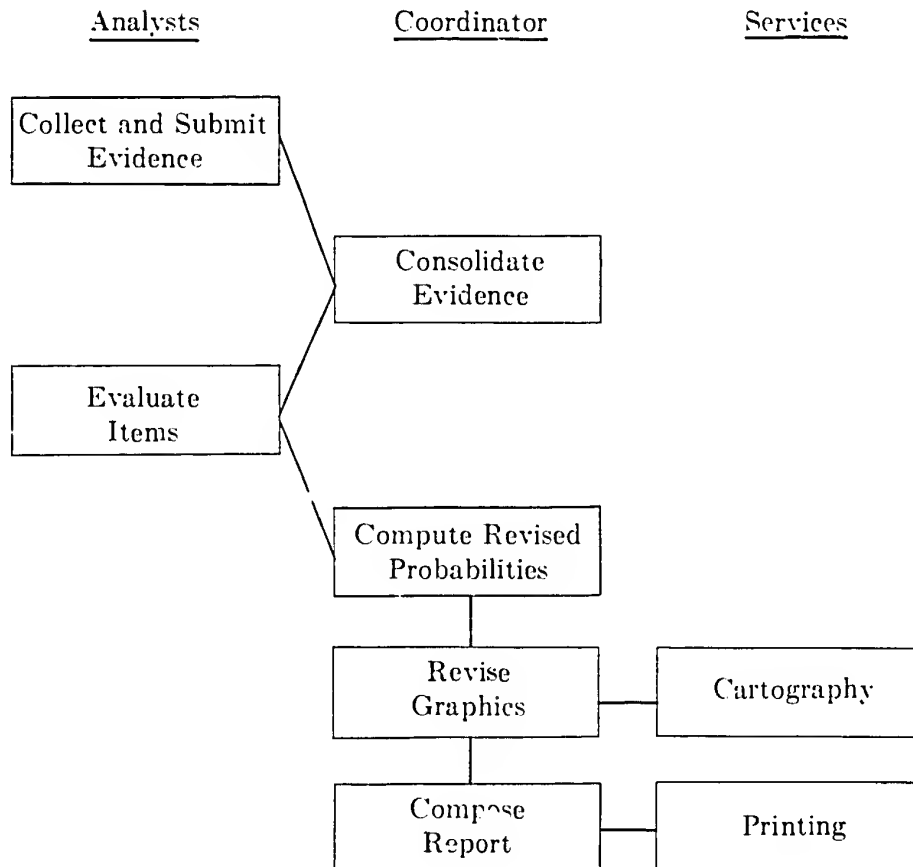 Analysts Coordinator Services
Collect and Submit
Evidence
Consolidate
Evidence
Evaluate
Items
Compute Revised
Probabilities
Revise
Graphics
Cartography
Compose
Report
Printing